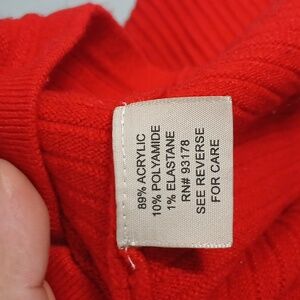 89% ACRYLIC
10% POLYAMIDE
1% ELASTANE
RN# 93178
SEE REVERSE
FOR CARE